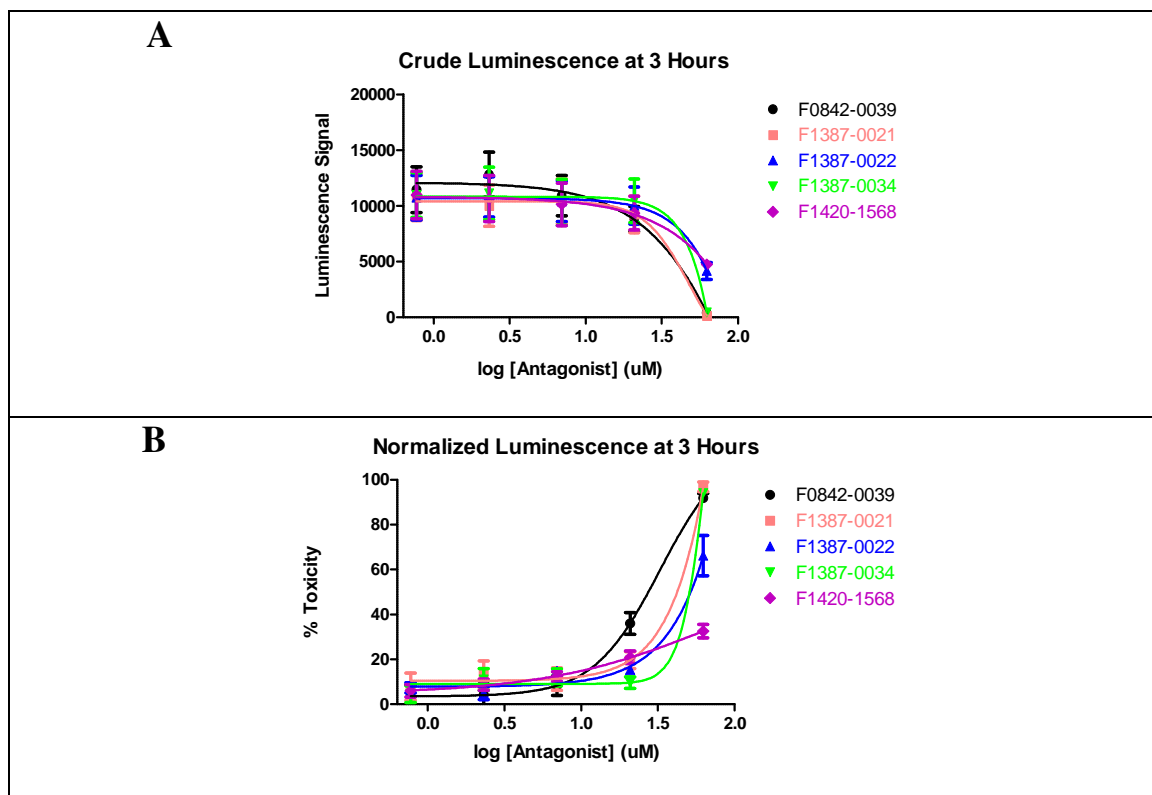 A
Crude Luminescence at 3 Hours
20000
15000
10000
5000
0
Luminescence Signal
0.0 0.5 1.0 1.5 2.0
log [Antagonist] (uM)
F0842-0039
F1387-0021
F1387-0022
F1387-0034
F1420-1568
B
Normalized Luminescence at 3 Hours
100
80
60
40
20
0
% Toxicity
0.0 0.5 1.0 1.5 2.0
log [Antagonist] (uM)
F0842-0039
F1387-0021
F1387-0022
F1387-0034
F1420-1568